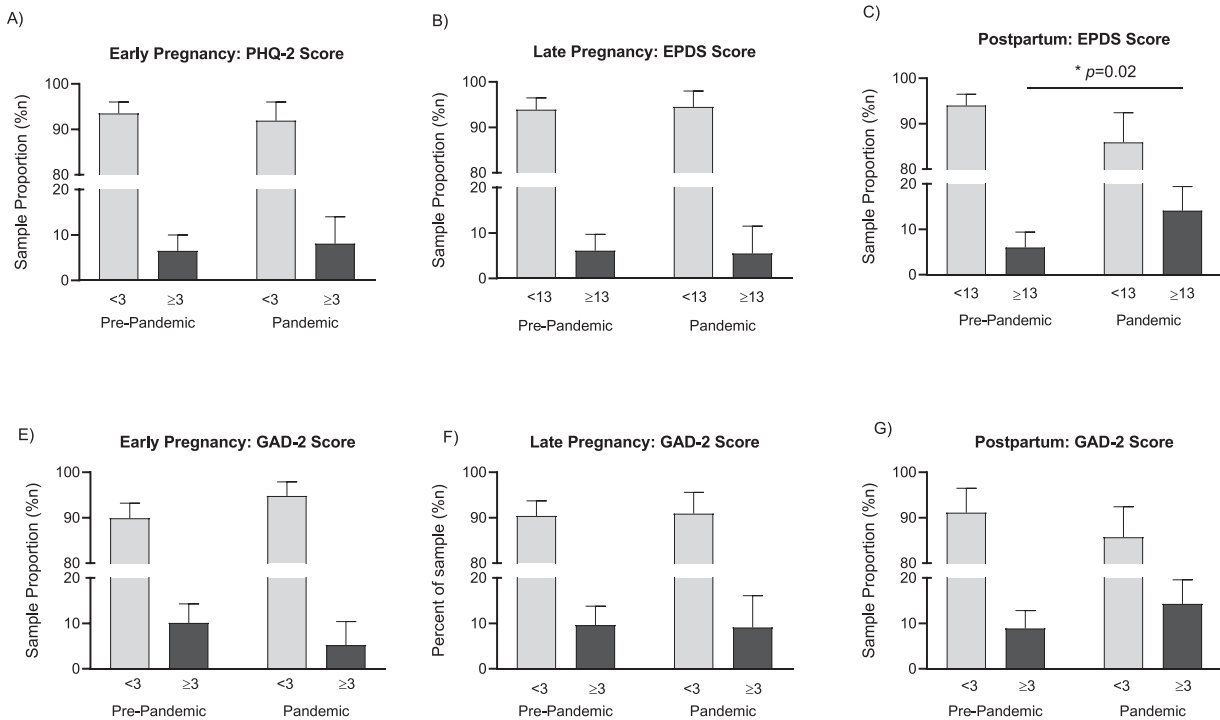 A)
Early Pregnancy: PHQ-2 Score
Sample Proportion (%n)
100
90
80
20
10
0
<3 ≥3 <3 ≥3
Pre-Pandemic Pandemic
B)
Late Pregnancy: EPDS Score
Sample Proportion (%n)
100
90
80
20
10
0
<13 ≥13 <13 ≥13
Pre-Pandemic Pandemic
C)
Postpartum: EPDS Score
* p=0.02
Sample Proportion (%n)
100
90
80
20
10
0
<13 ≥13 <13 ≥13
Pre-Pandemic Pandemic
E)
Early Pregnancy: GAD-2 Score
Sample Proportion (%n)
100
90
80
20
10
0
<3 ≥3 <3 ≥3
Pre-Pandemic Pandemic
F)
Late Pregnancy: GAD-2 Score
Percent of sample (%n)
100
90
80
20
10
0
<3 ≥3 <3 ≥3
Pre-Pandemic Pandemic
G)
Postpartum: GAD-2 Score
Sample Proportion (%n)
100
90
80
20
10
0
<3 ≥3 <3 ≥3
Pre-Pandemic Pandemic